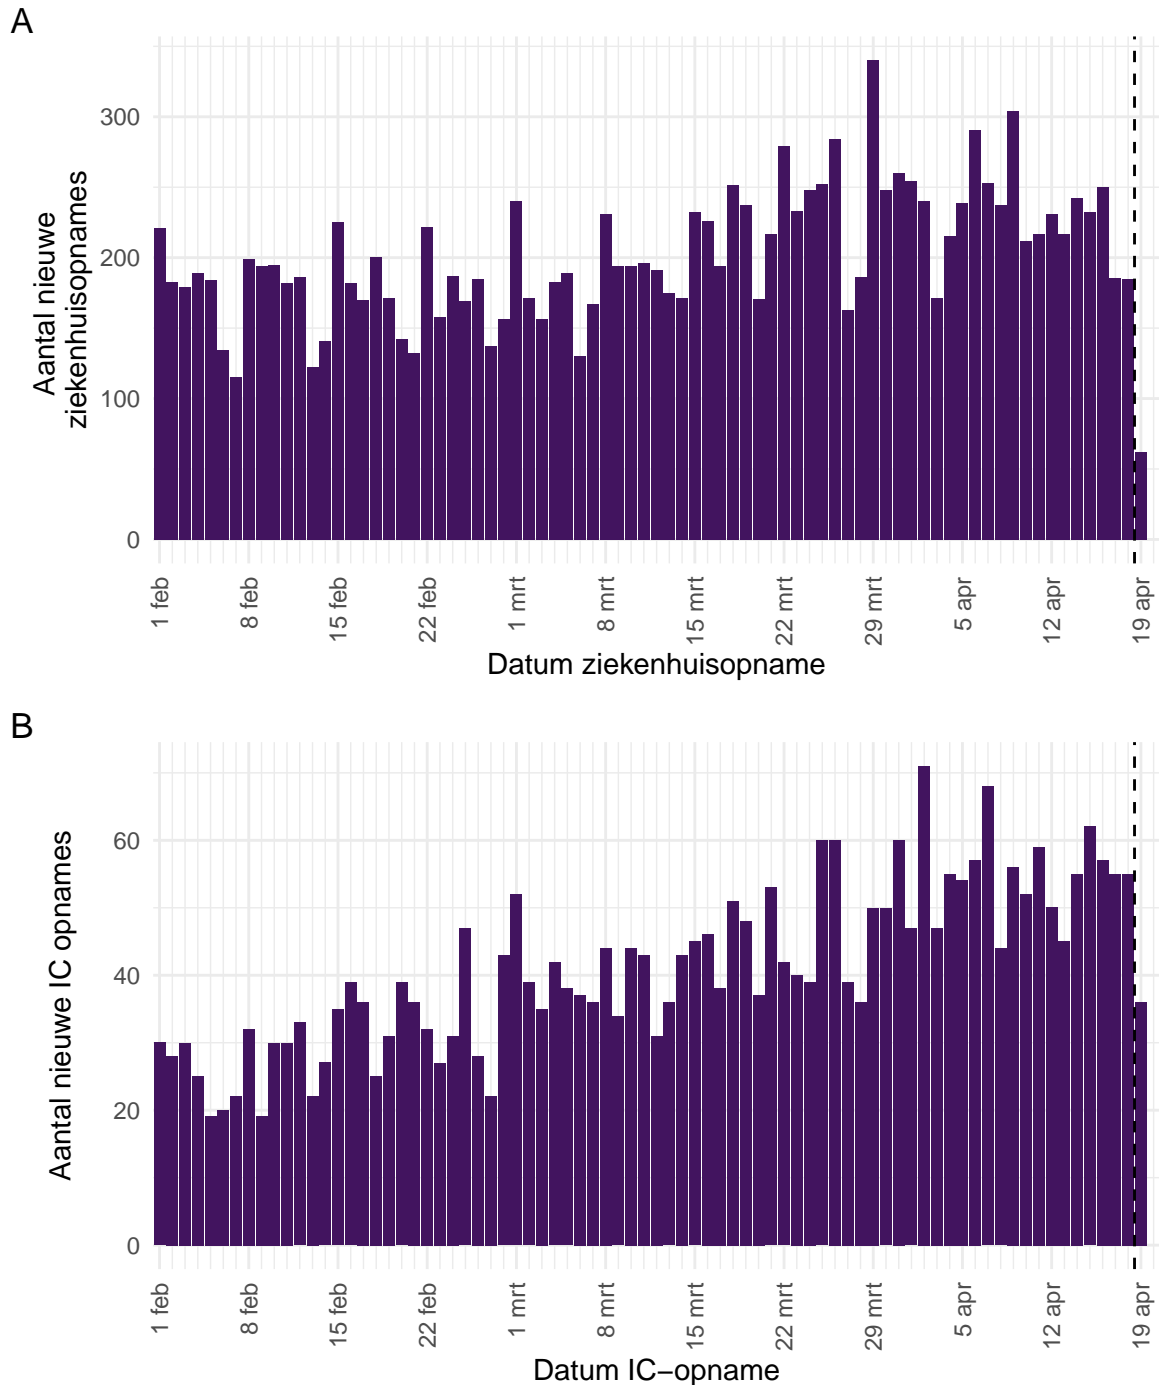 A
300
200
100
0
Aantal nieuwe
ziekenhuisopnames
1 feb
8 feb
15 feb
22 feb
1 mrt
8 mrt
15 mrt
22 mrt
29 mrt
5 apr
12 apr
19 apr
Datum ziekenhuisopname
B
60
40
20
0
Aantal nieuwe IC opnames
1 feb
8 feb
15 feb
22 feb
1 mrt
8 mrt
15 mrt
22 mrt
29 mrt
5 apr
12 apr
19 apr
Datum IC−opname